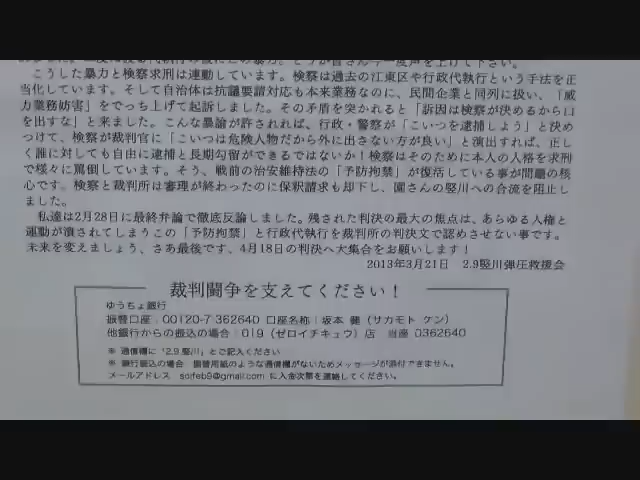 こうした暴力と検察求刑は連動しています。検察は過去の江東区や行政代執行という手法を正
当化しています。そして自治体は抗議要請対応も本来業務なのに、民間企業と同列に扱い、「威
力業務妨害」をでっち上げて起訴しました。その矛盾を突かれると「訴因は検察が決めるから口
を出すな」と来ました。こんな暴論が許されれば、行政・警察が「こいつを逮捕しよう」と決め
つけて、検察が裁判官に「こいつは危険人物だから外に出さない方が良い」と演出すれば、正し
く誰に対しても自由に逮捕と長期勾留ができるではないか！検察はそのために本人の人格を求刑
で様々に罵倒しています。そう、戦前の治安維持法の「予防拘禁」が復活している事が問題の核
心です。検察と裁判所は審理が終わったのに保釈請求も却下し、園さんの竪川への合流を阻止し
ました。
私達は2月28日に最終弁論で徹底反論しました。残された判決の最大の焦点は、あらゆる人権と
運動が潰されてしまうこの「予防拘禁」と行政代執行を裁判所の判決文で認めさせない事です。
未来を変えましょう、さあ最後です、4月18日の判決へ大集合をお願いします！
2013年3月21日 2.9竪川弾圧救援会
裁判闘争を支えてください！
ゆうちょ銀行
振替口座：00120-7-362640 口座名称：坂本 健（サカモト ケン）
他銀行からの振込の場合：019（ゼロイチキュウ）店 当座 0362640
※ 通信欄に「2.9竪川」とご記入ください
※ 銀行振込の場合 振替用紙のような通信欄がないためメッセージが添付できません。
メールアドレス solfeb9@gmail.com に入金次第を連絡してください。